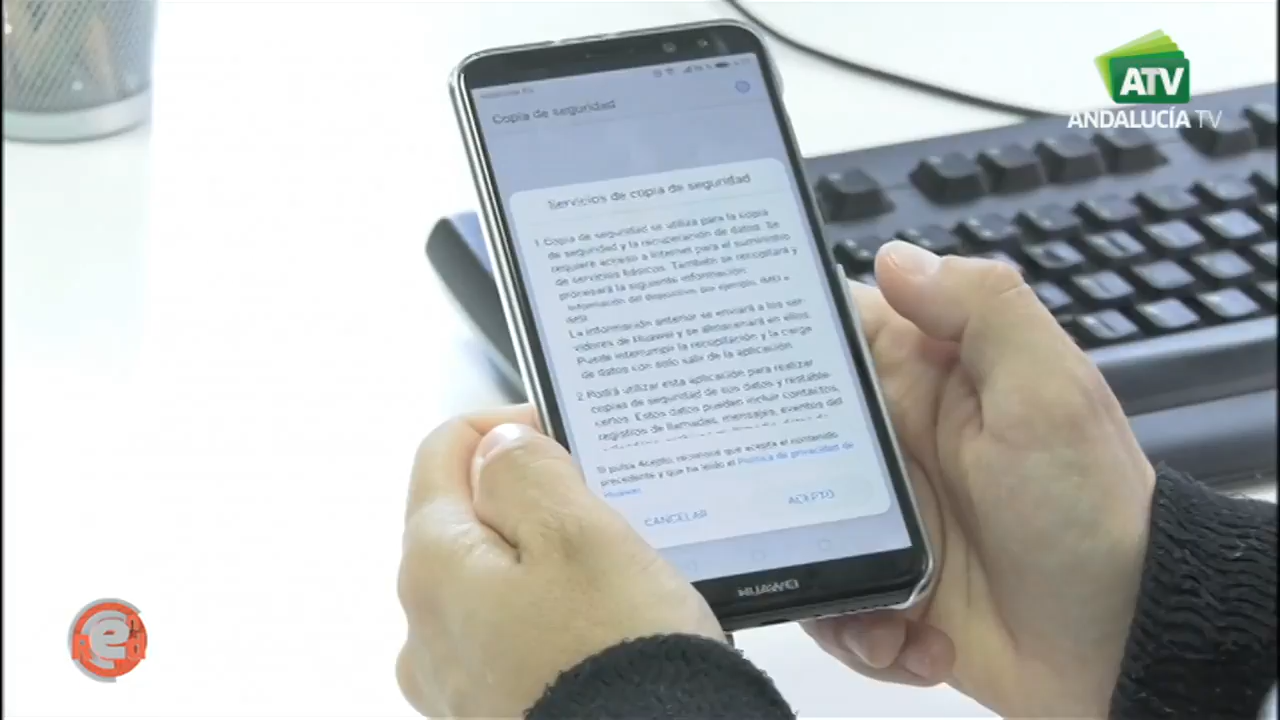 ATV
ANDALUCÍA TV
Copia de seguridad
Servicios de copia de seguridad
1. Copia de seguridad se utiliza para la copia
de seguridad y la recuperación de datos. Se
requiere acceso a Internet para el suministro
de servicios básicos. También se recopilará y
procesará la siguiente información:
Información del dispositivo, por ejemplo, IMEI o
La información anterior se enviará a los ser-
vidores de Huawei y se almacenará en ellos.
Puede interrumpir la recopilación y la carga
de datos con solo salir de la aplicación.
2. Podrá utilizar esta aplicación para realizar
copias de seguridad de sus datos y restable-
cerlos. Estos datos pueden incluir contactos,
registros de llamadas, mensajes, eventos del
Si pulsa Acepto, reconoce que acepta el contenido
precedente y que ha leído el Política de privacidad de
Huawei
CANCELAR
ACEPTO
HUAWEI